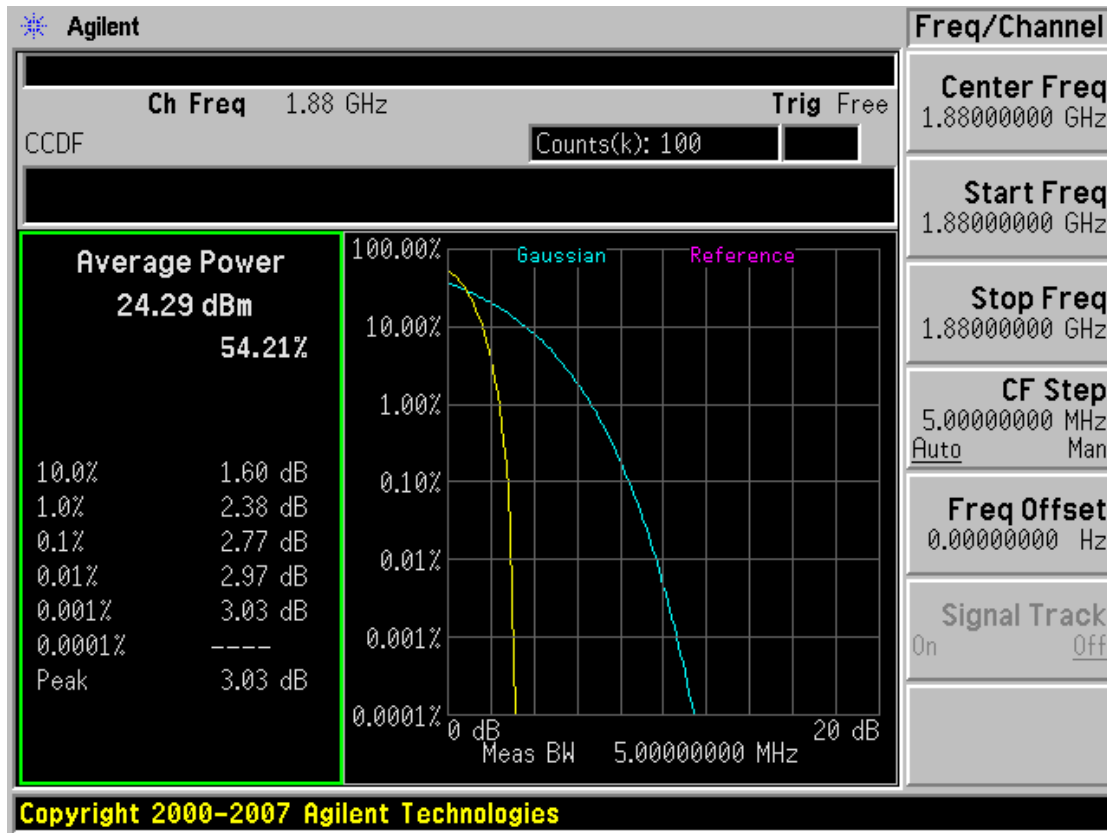 Agilent
Ch Freq 1.88 GHz Trig Free
CCDF Counts(k): 100
Average Power
24.29 dBm
54.21%
10.0% 1.60 dB
1.0% 2.38 dB
0.1% 2.77 dB
0.01% 2.97 dB
0.001% 3.03 dB
0.0001% ----
Peak 3.03 dB
Gaussian Reference
100.00%
10.00%
1.00%
0.10%
0.01%
0.001%
0.0001%
0 dB 20 dB
Meas BW 5.00000000 MHz
Freq/Channel
Center Freq
1.88000000 GHz
Start Freq
1.88000000 GHz
Stop Freq
1.88000000 GHz
CF Step
5.00000000 MHz
Auto Man
Freq Offset
0.00000000 Hz
Signal Track
On Off
Copyright 2000-2007 Agilent Technologies